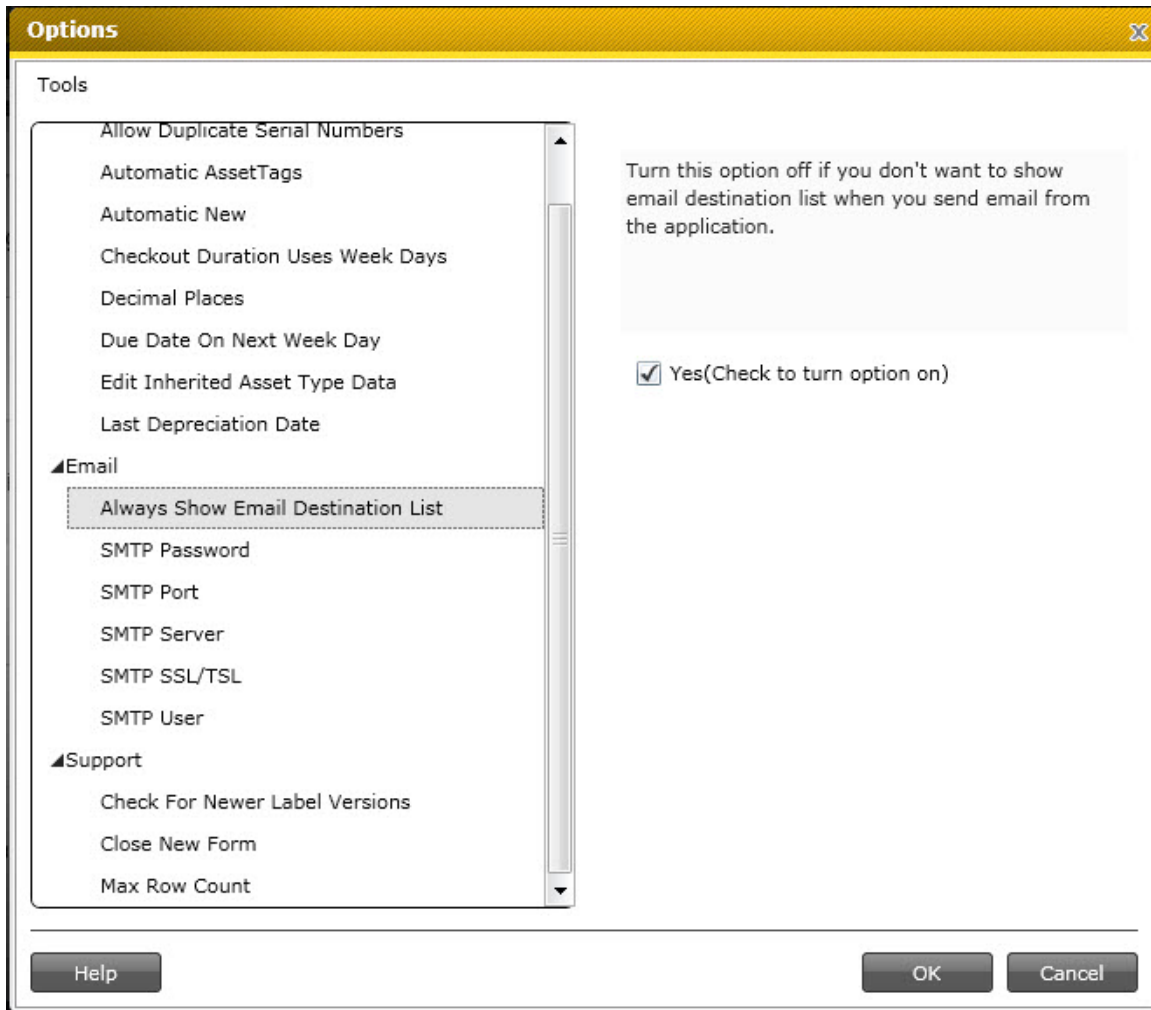 Options
Tools
Allow Duplicate Serial Numbers
Automatic AssetTags
Automatic New
Checkout Duration Uses Week Days
Decimal Places
Due Date On Next Week Day
Edit Inherited Asset Type Data
Last Depreciation Date
Email
Always Show Email Destination List
SMTP Password
SMTP Port
SMTP Server
SMTP SSL/TSL
SMTP User
Support
Check For Newer Label Versions
Close New Form
Max Row Count
Turn this option off if you don't want to show
email destination list when you send email from
the application.
Yes(Check to turn option on)
Help
OK
Cancel